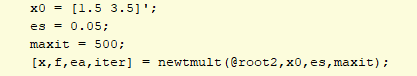 x0 = [1.5 3.5]';
es = 0.05;
maxit = 500;
[x,f,ea,iter] = newtmult(@root2,x0,es,maxit);